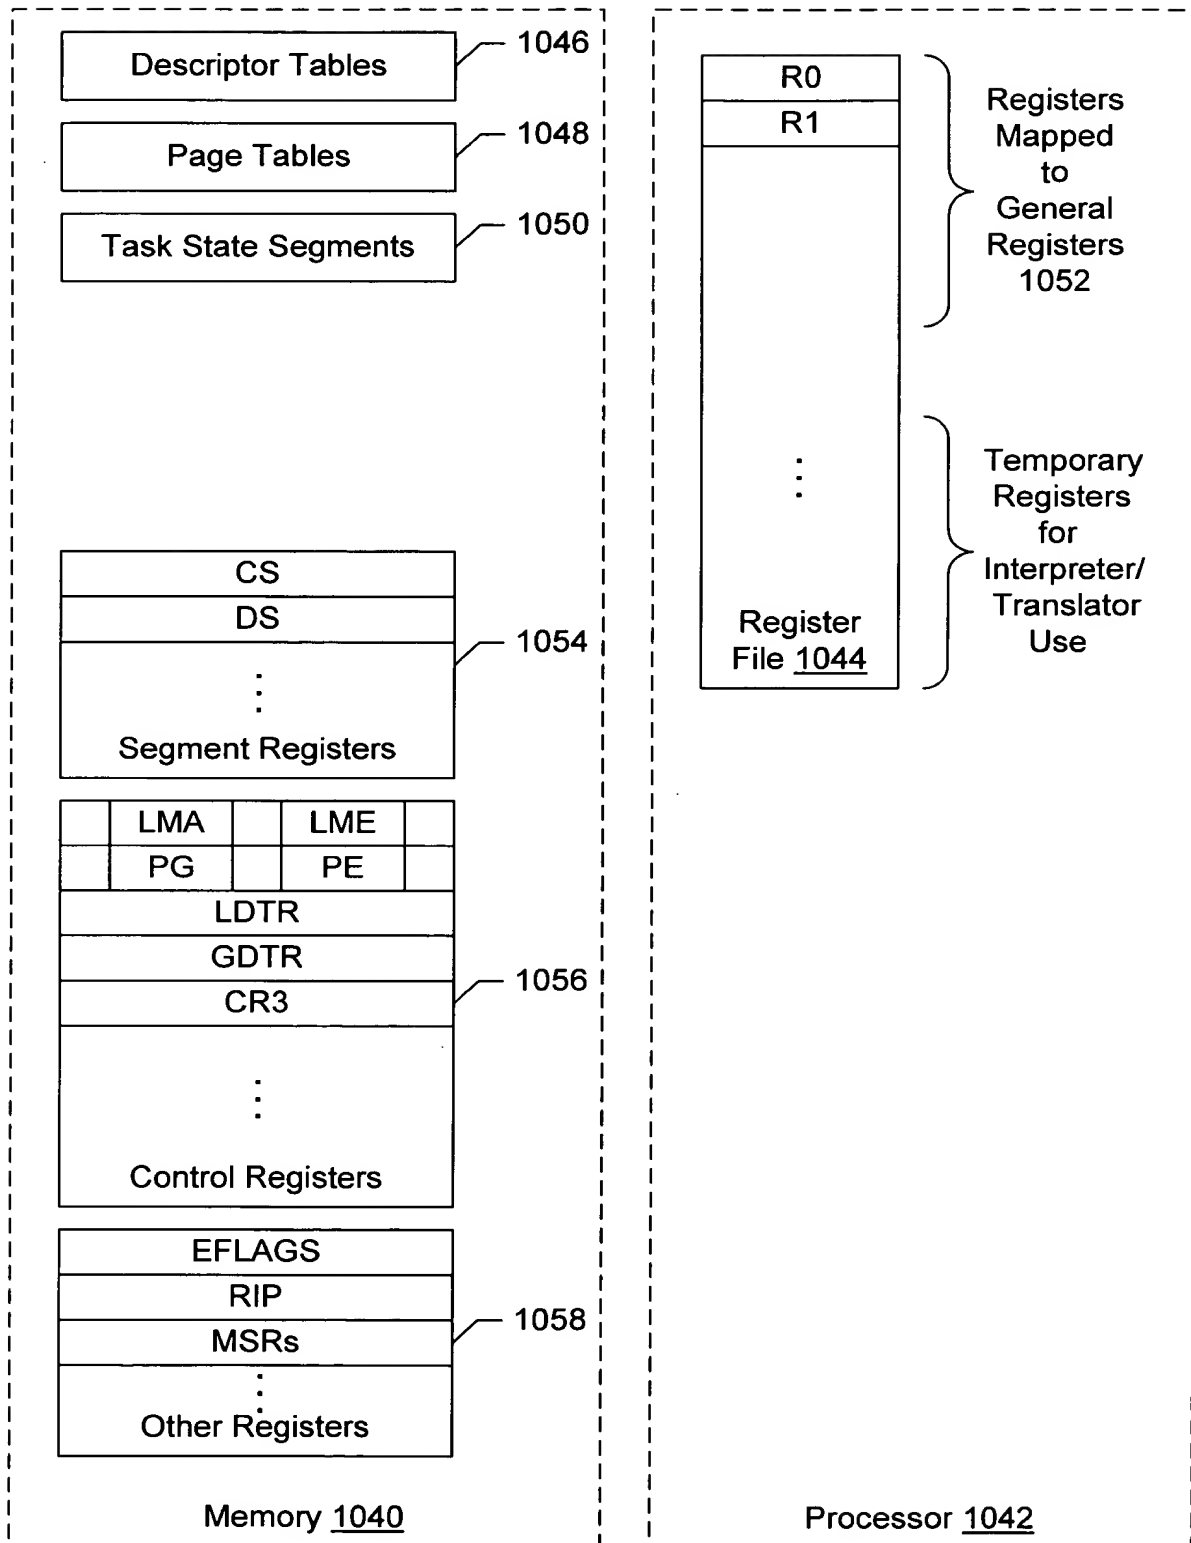 Descriptor Tables
1046
Page Tables
1048
Task State Segments
1050
CS
DS
1054
Segment Registers
LMA LME
PG PE
LDTR
GDTR
CR3
1056
Control Registers
EFLAGS
RIP
MSRs
1058
Other Registers
Memory 1040
R0
R1
Registers
Mapped
to
General
Registers
1052
Temporary
Registers
for
Interpreter/
Translator
Use
Register
File 1044
Processor 1042